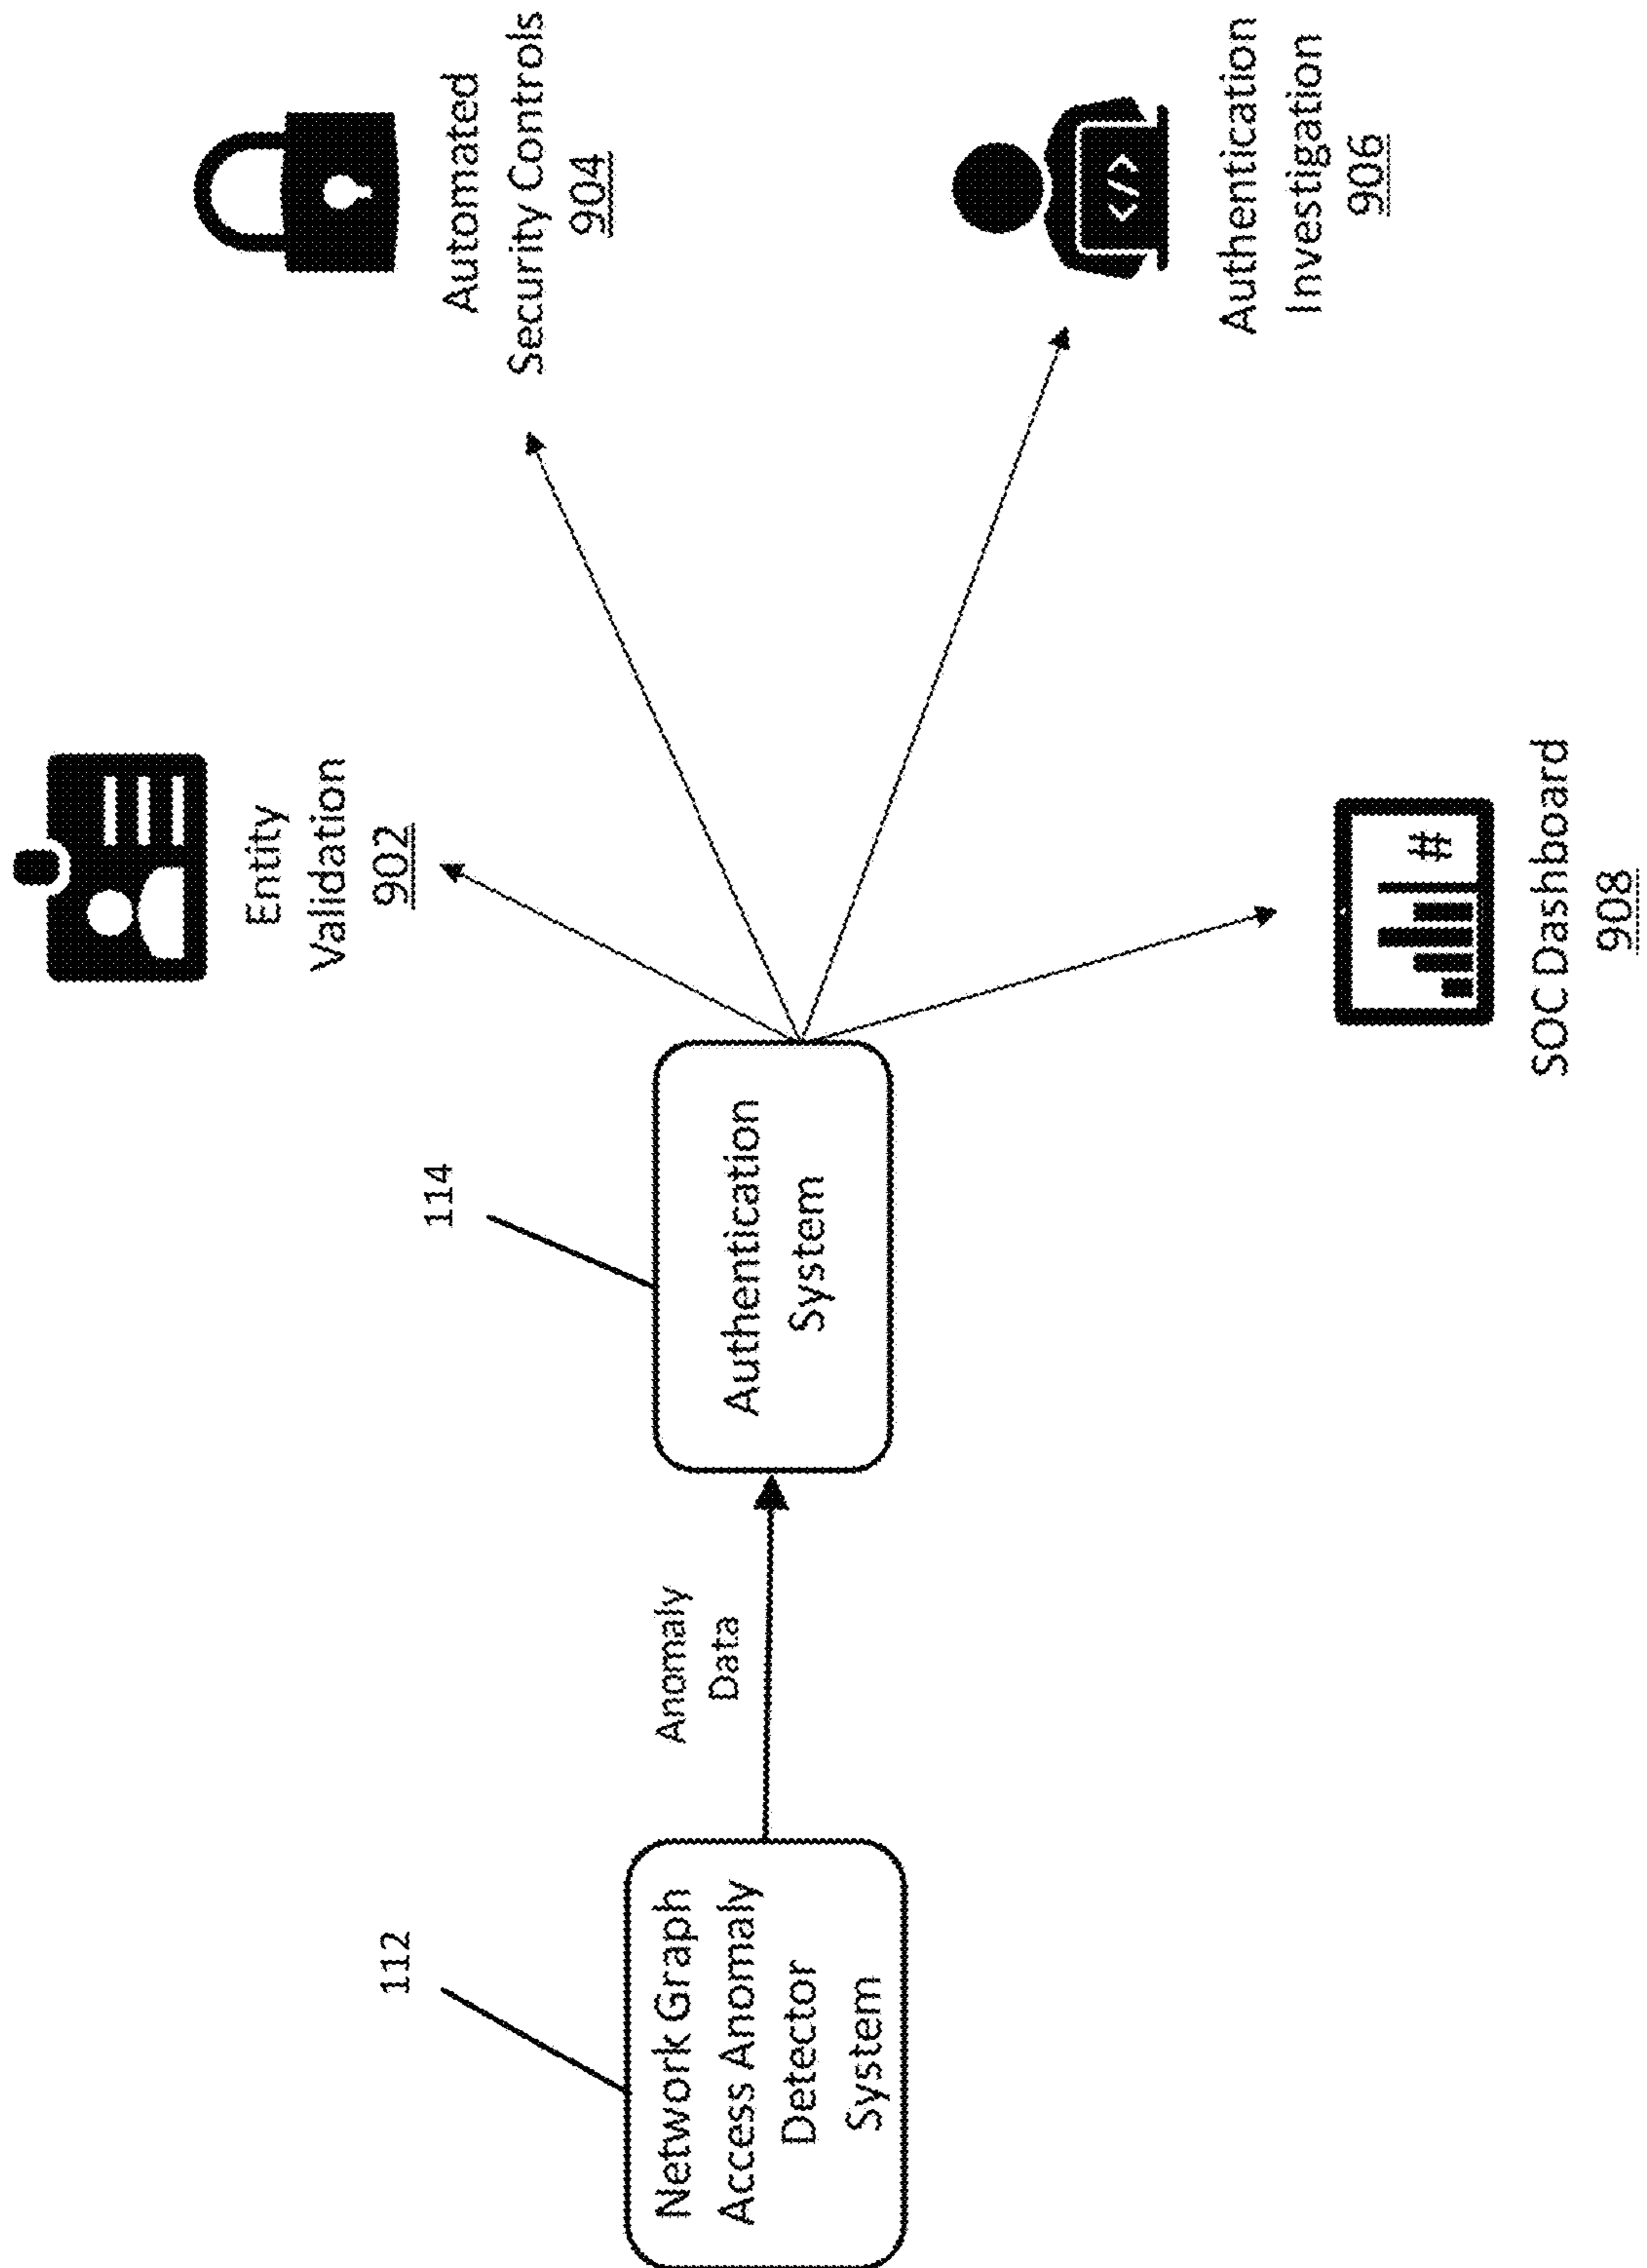 112
Network Graph
Access Anomaly
Detector
System
Anomaly
Data
114
Authentication
System
Entity
Validation
902
Automated
Security Controls
904
</>
Authentication
Investigation
906
#
SOC Dashboard
908